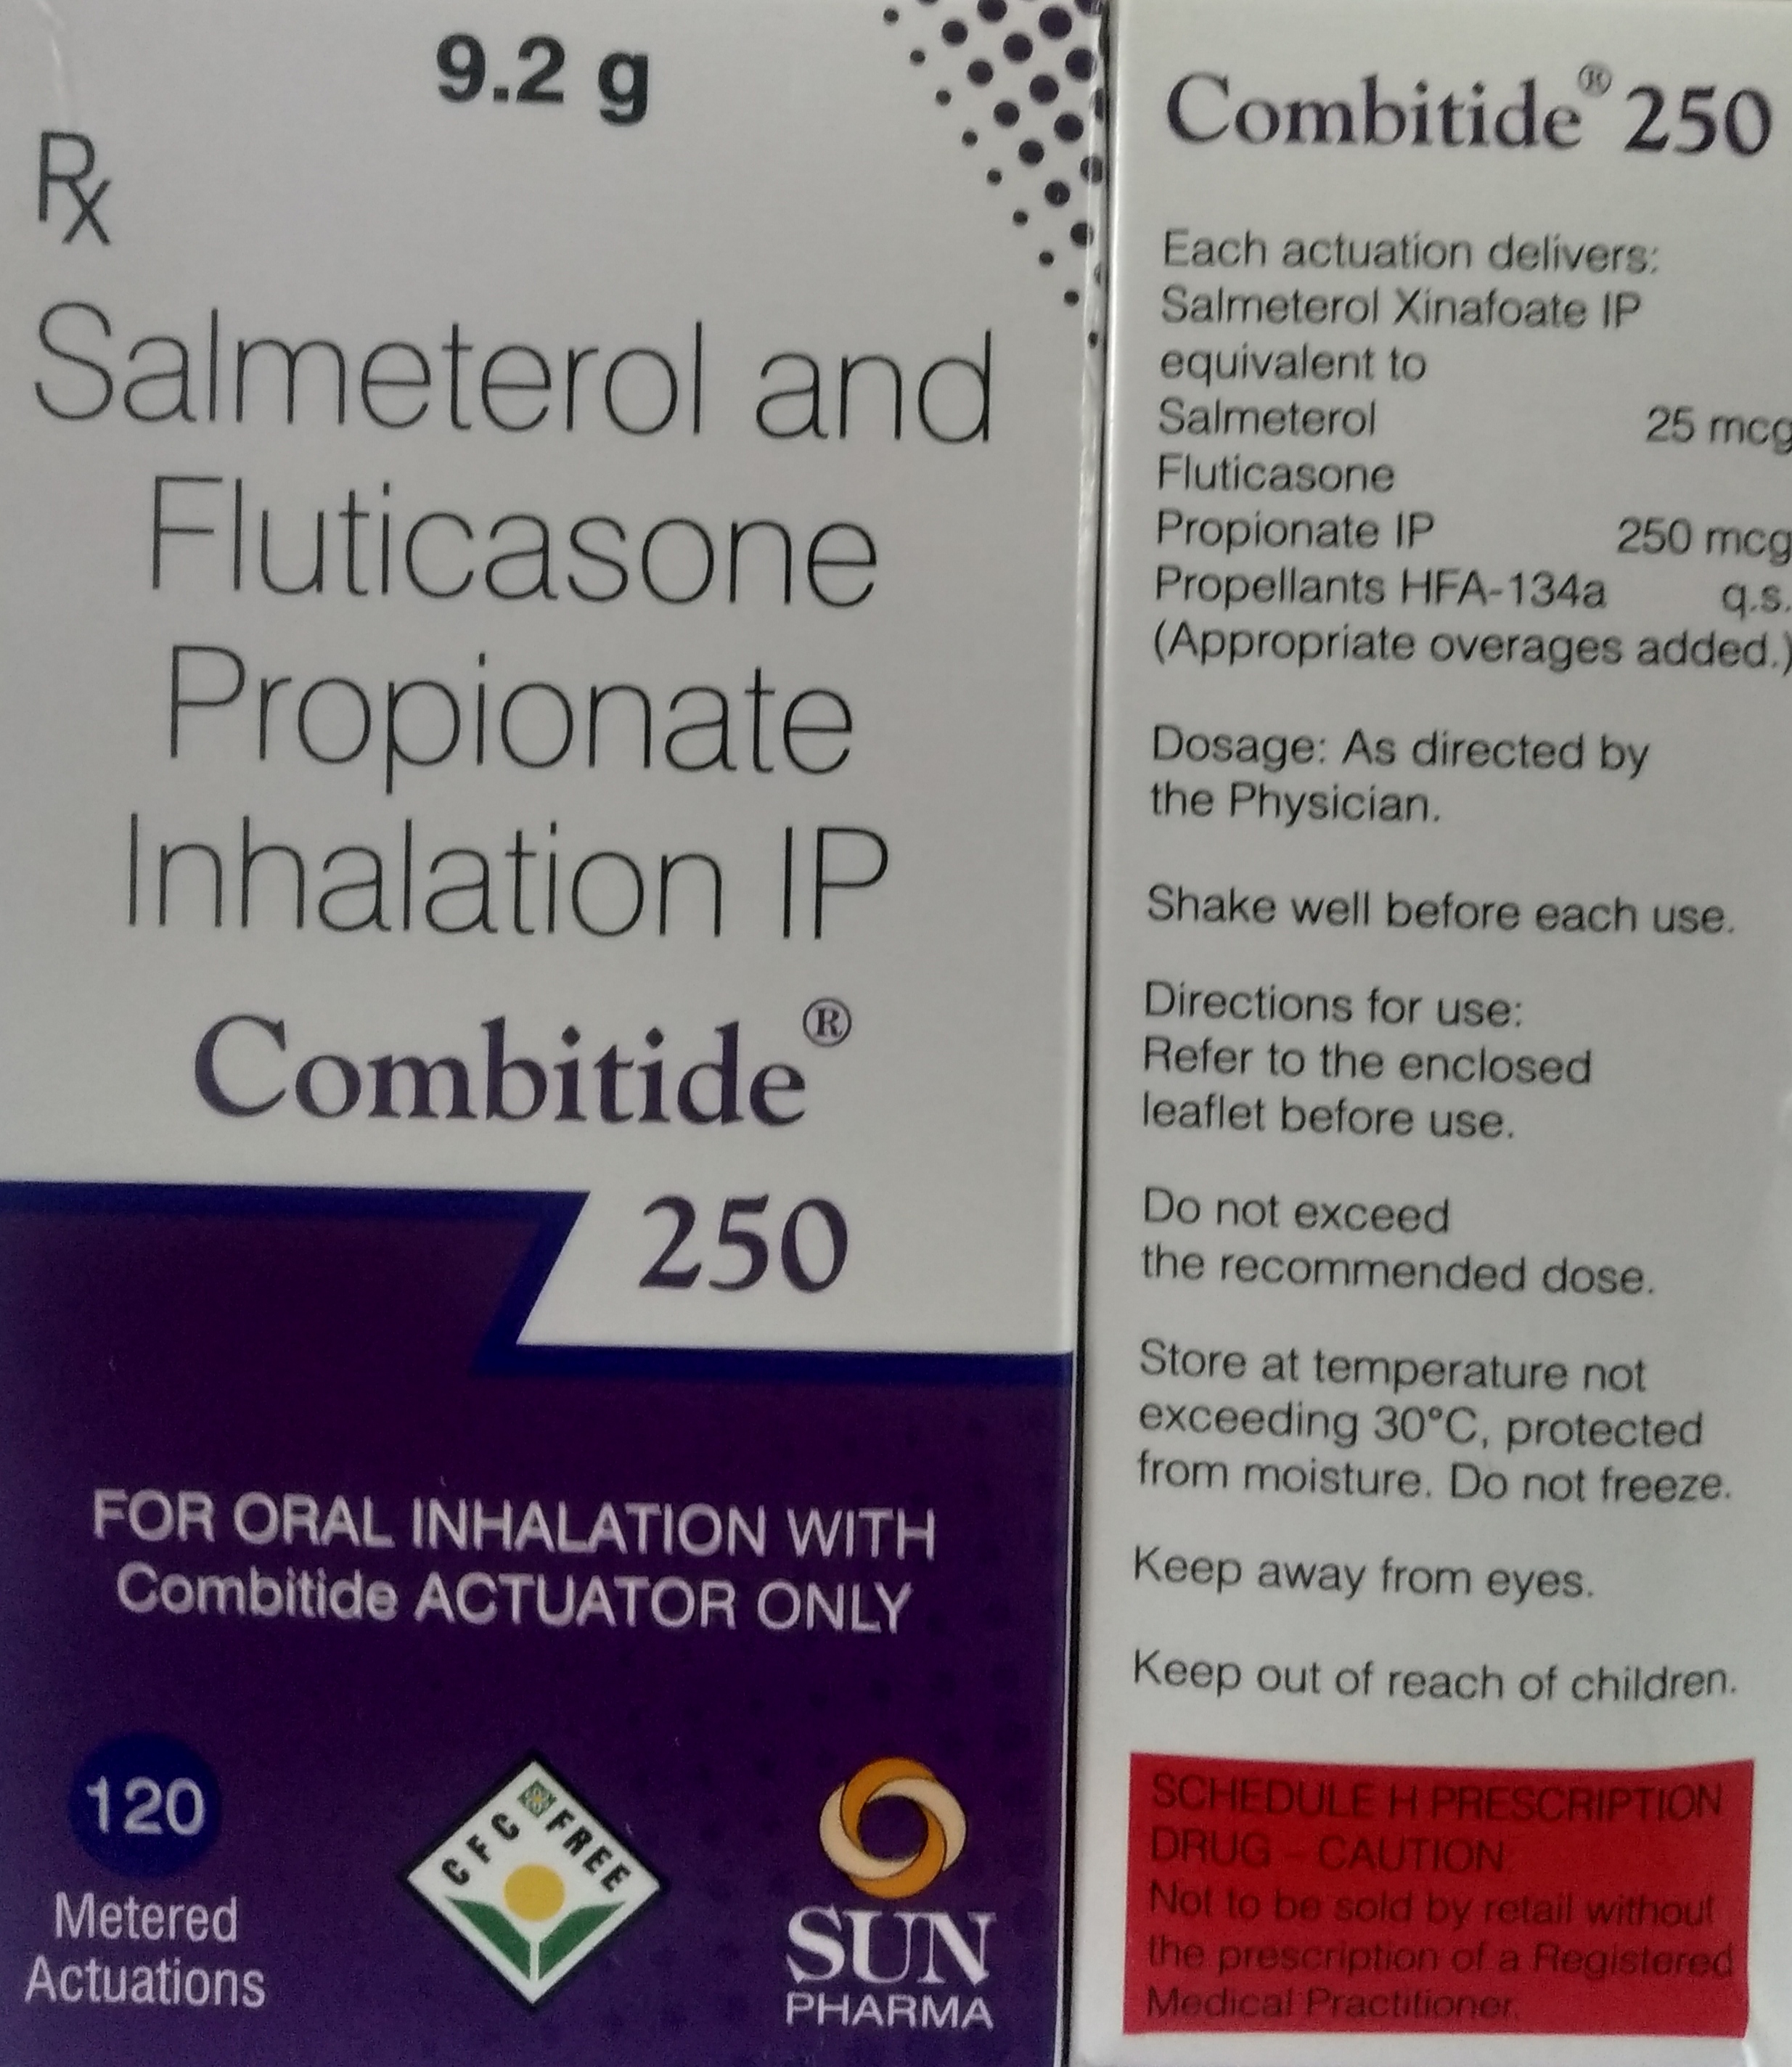 9.2 g
Rx
Salmeterol and
Fluticasone
Propionate
Inhalation IP
Combitide®
250
FOR ORAL INHALATION WITH
Combitide ACTUATOR ONLY
120
Metered
Actuations
CFC FREE
SUN
PHARMA
Combitide® 250
Each actuation delivers:
Salmeterol Xinafoate IP
equivalent to
Salmeterol 25 mcg
Fluticasone
Propionate IP 250 mcg
Propellants HFA-134a q.s.
(Appropriate overages added.)
Dosage: As directed by
the Physician.
Shake well before each use.
Directions for use:
Refer to the enclosed
leaflet before use.
Do not exceed
the recommended dose.
Store at temperature not
exceeding 30°C, protected
from moisture. Do not freeze.
Keep away from eyes.
Keep out of reach of children.
SCHEDULE H PRESCRIPTION
DRUG - CAUTION
Not to be sold by retail without
the prescription of a Registered
Medical Practitioner.